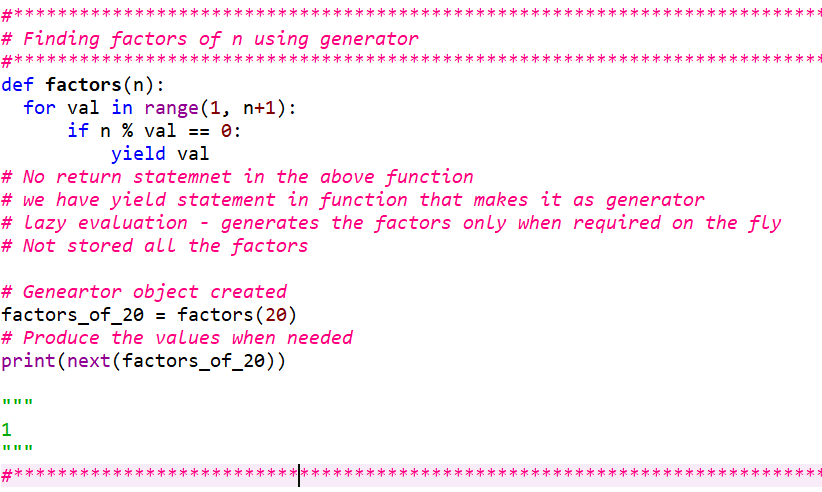 #**************************************************************************
# Finding factors of n using generator
#**************************************************************************
def factors(n):
  for val in range(1, n+1):
      if n % val == 0:
          yield val
# No return statemnet in the above function
# we have yield statement in function that makes it as generator
# lazy evaluation - generates the factors only when required on the fly
# Not stored all the factors

# Geneartor object created
factors_of_20 = factors(20)
# Produce the values when needed
print(next(factors_of_20))

"""
1
"""
#**************************************************************************